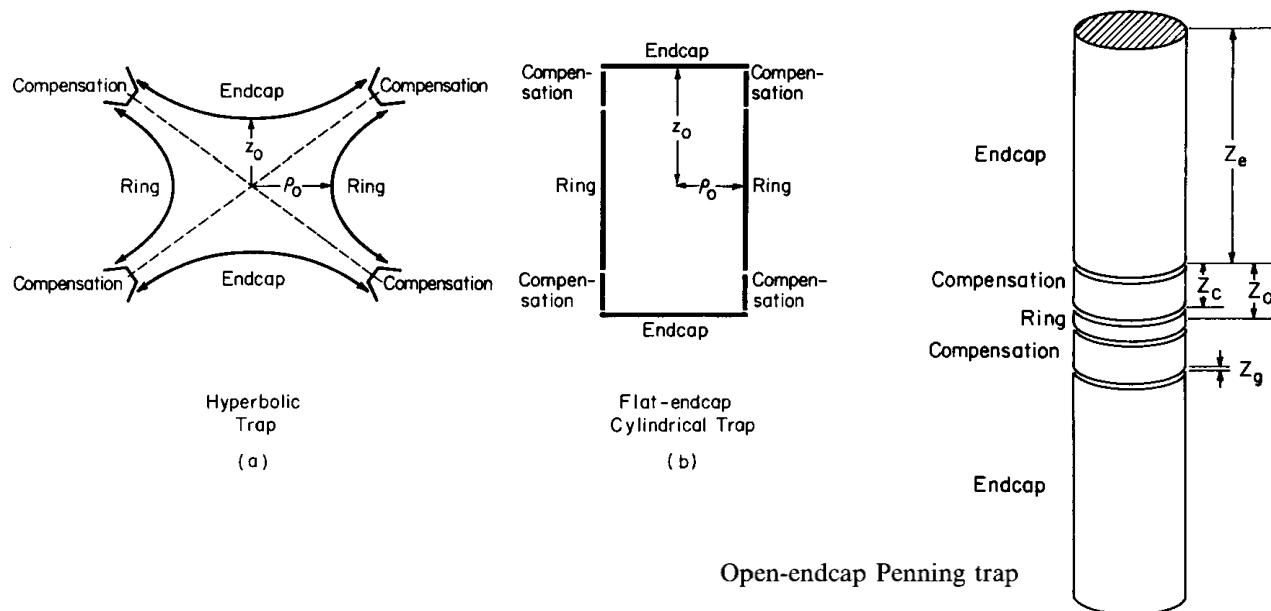 Compensation
Endcap
Compensation
z₀
Ring
ρ₀
Ring
Compensation
Endcap
Compensation
Hyperbolic
Trap
(a)
Endcap
Compen-
sation
Compen-
sation
z₀
Ring
ρ₀
Ring
Compen-
sation
Compen-
sation
Endcap
Flat-endcap
Cylindrical Trap
(b)
Endcap
Zₑ
Compensation
Z_c
Z₀
Ring
Compensation
Z_g
Endcap
Open-endcap Penning trap